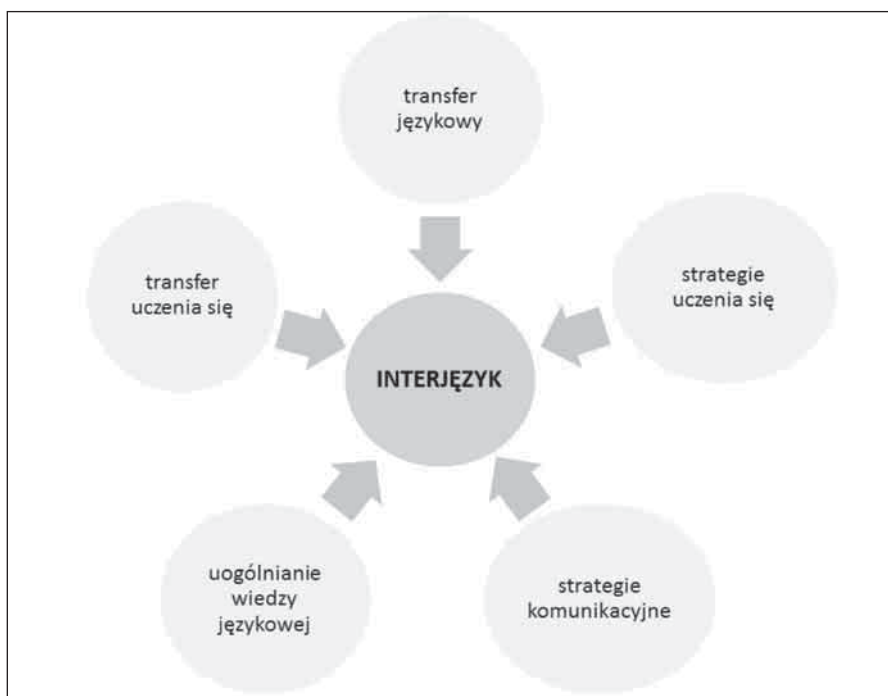 transfer
językowy
transfer
uczenia się
strategie
uczenia się
INTERJĘZYK
uogólnianie
wiedzy
językowej
strategie
komunikacyjne